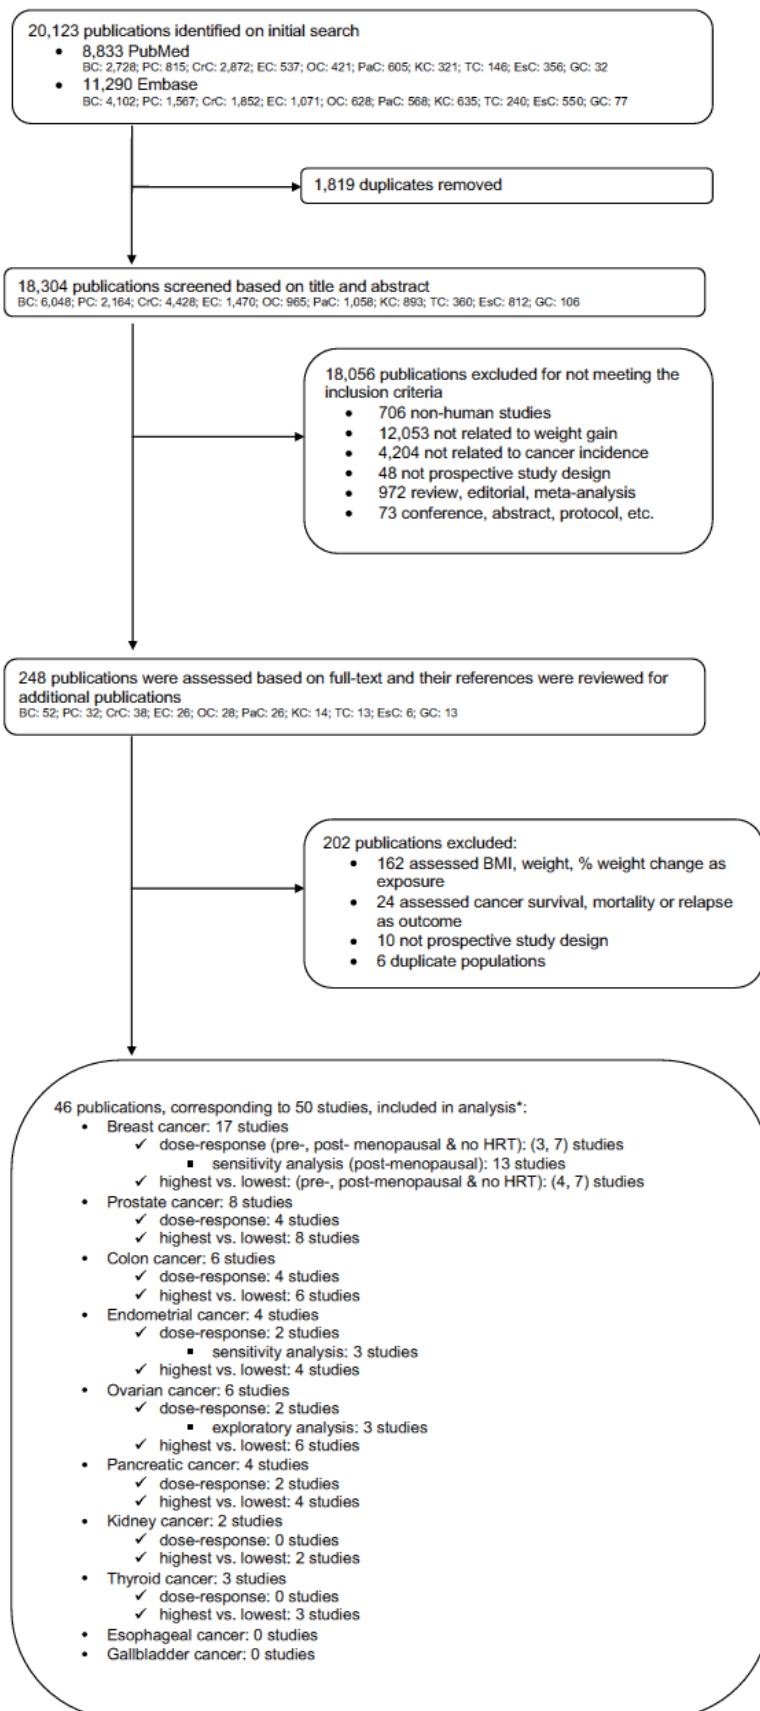 20,123 publications identified on initial search
• 8,833 PubMed
BC: 2,728; PC: 815; CrC: 2,872; EC: 537; OC: 421; PaC: 605; KC: 321; TC: 146; EsC: 356; GC: 32
• 11,290 Embase
BC: 4,102; PC: 1,567; CrC: 1,852; EC: 1,071; OC: 628; PaC: 568; KC: 635; TC: 240; EsC: 550; GC: 77
1,819 duplicates removed
18,304 publications screened based on title and abstract
BC: 6,048; PC: 2,164; CrC: 4,428; EC: 1,470; OC: 965; PaC: 1,058; KC: 893; TC: 360; EsC: 812; GC: 106
18,056 publications excluded for not meeting the
inclusion criteria
• 706 non-human studies
• 12,053 not related to weight gain
• 4,204 not related to cancer incidence
• 48 not prospective study design
• 972 review, editorial, meta-analysis
• 73 conference, abstract, protocol, etc.
248 publications were assessed based on full-text and their references were reviewed for
additional publications
BC: 52; PC: 32; CrC: 38; EC: 26; OC: 28; PaC: 26; KC: 14; TC: 13; EsC: 6; GC: 13
202 publications excluded:
• 162 assessed BMI, weight, % weight change as
exposure
• 24 assessed cancer survival, mortality or relapse
as outcome
• 10 not prospective study design
• 6 duplicate populations
46 publications, corresponding to 50 studies, included in analysis*:
• Breast cancer: 17 studies
✓ dose-response (pre-, post- menopausal & no HRT): (3, 7) studies
▪ sensitivity analysis (post-menopausal): 13 studies
✓ highest vs. lowest: (pre-, post-menopausal & no HRT): (4, 7) studies
• Prostate cancer: 8 studies
✓ dose-response: 4 studies
✓ highest vs. lowest: 8 studies
• Colon cancer: 6 studies
✓ dose-response: 4 studies
✓ highest vs. lowest: 6 studies
• Endometrial cancer: 4 studies
✓ dose-response: 2 studies
▪ sensitivity analysis: 3 studies
✓ highest vs. lowest: 4 studies
• Ovarian cancer: 6 studies
✓ dose-response: 2 studies
▪ exploratory analysis: 3 studies
✓ highest vs. lowest: 6 studies
• Pancreatic cancer: 4 studies
✓ dose-response: 2 studies
✓ highest vs. lowest: 4 studies
• Kidney cancer: 2 studies
✓ dose-response: 0 studies
✓ highest vs. lowest: 2 studies
• Thyroid cancer: 3 studies
✓ dose-response: 0 studies
✓ highest vs. lowest: 3 studies
• Esophageal cancer: 0 studies
• Gallbladder cancer: 0 studies